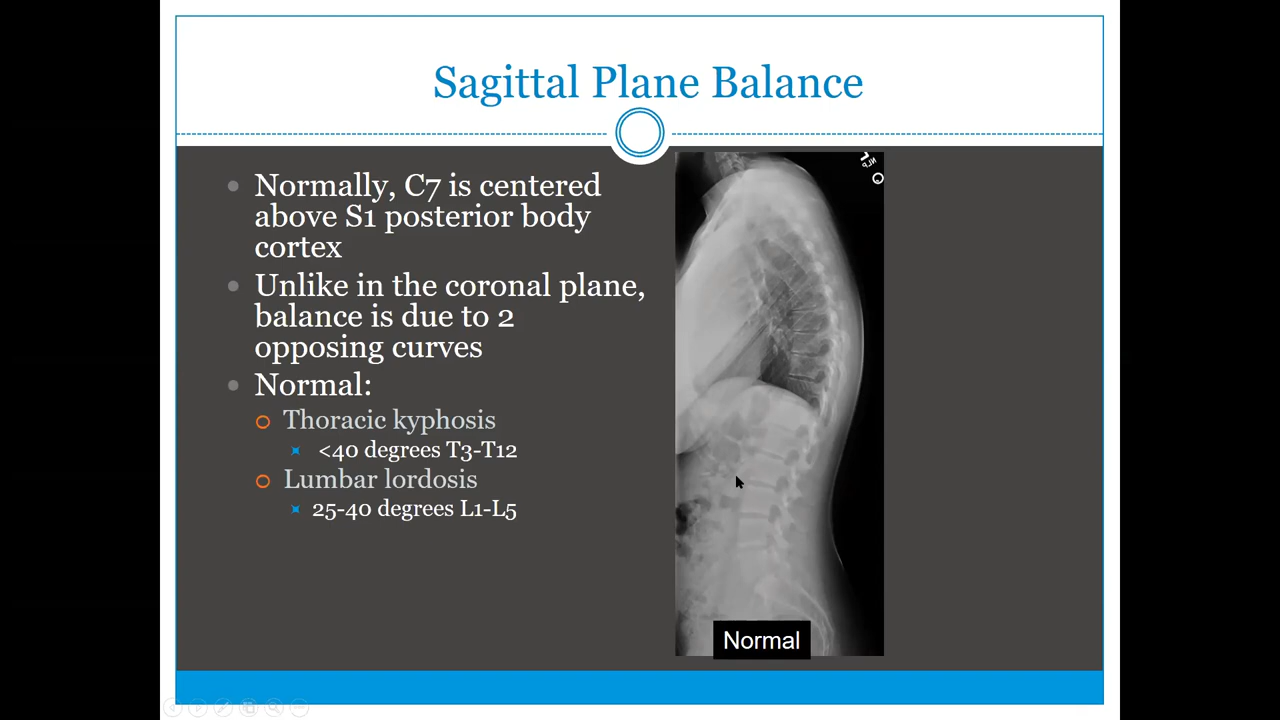 Sagittal Plane Balance
Normally, C7 is centered
above S1 posterior body
cortex
Unlike in the coronal plane,
balance is due to 2
opposing curves
Normal:
Thoracic kyphosis
<40 degrees T3-T12
Lumbar lordosis
25-40 degrees L1-L5
Normal